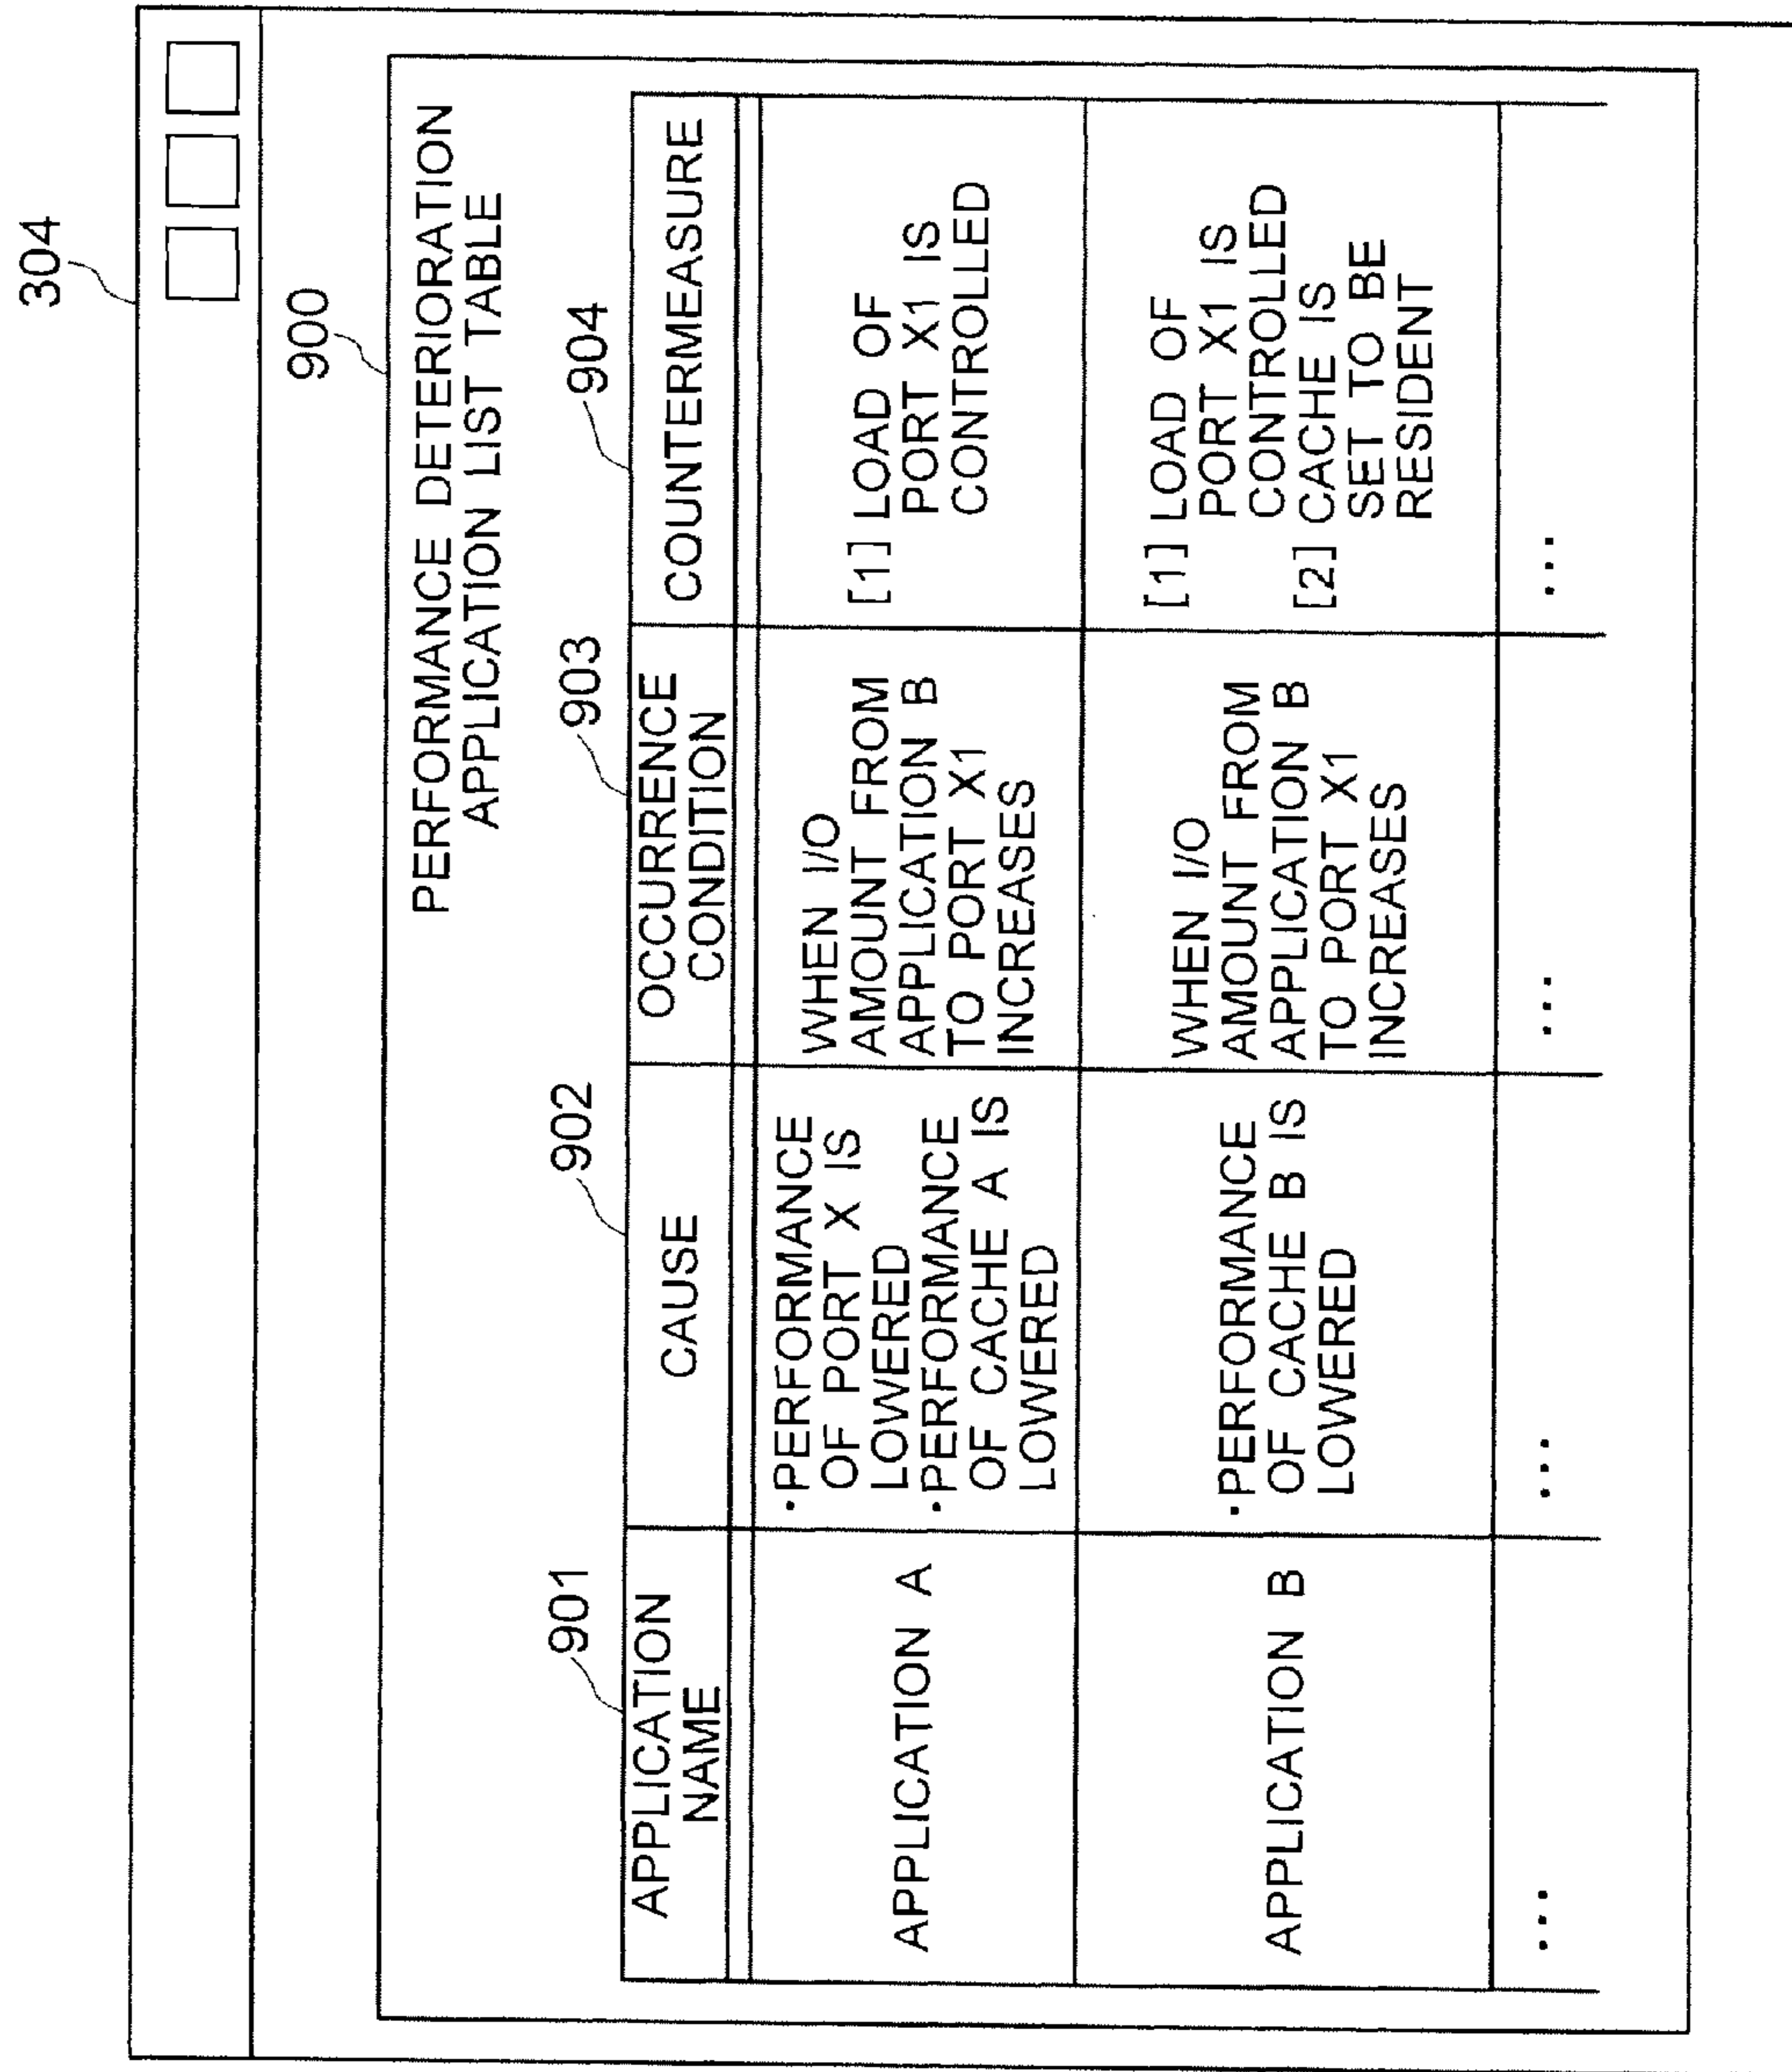 304
900
PERFORMANCE DETERIORATION
APPLICATION LIST TABLE
901
902
903
904
APPLICATION
NAME
CAUSE
OCCURRENCE
CONDITION
COUNTERMEASURE
APPLICATION A
·PERFORMANCE
OF PORT X IS
LOWERED
·PERFORMANCE
OF CACHE A IS
LOWERED
WHEN I/O
AMOUNT FROM
APPLICATION B
TO PORT X1
INCREASES
[1] LOAD OF
PORT X1 IS
CONTROLLED
APPLICATION B
·PERFORMANCE
OF CACHE B IS
LOWERED
WHEN I/O
AMOUNT FROM
APPLICATION B
TO PORT X1
INCREASES
[1] LOAD OF
PORT X1 IS
CONTROLLED
[2] CACHE IS
SET TO BE
RESIDENT
...
...
...
...